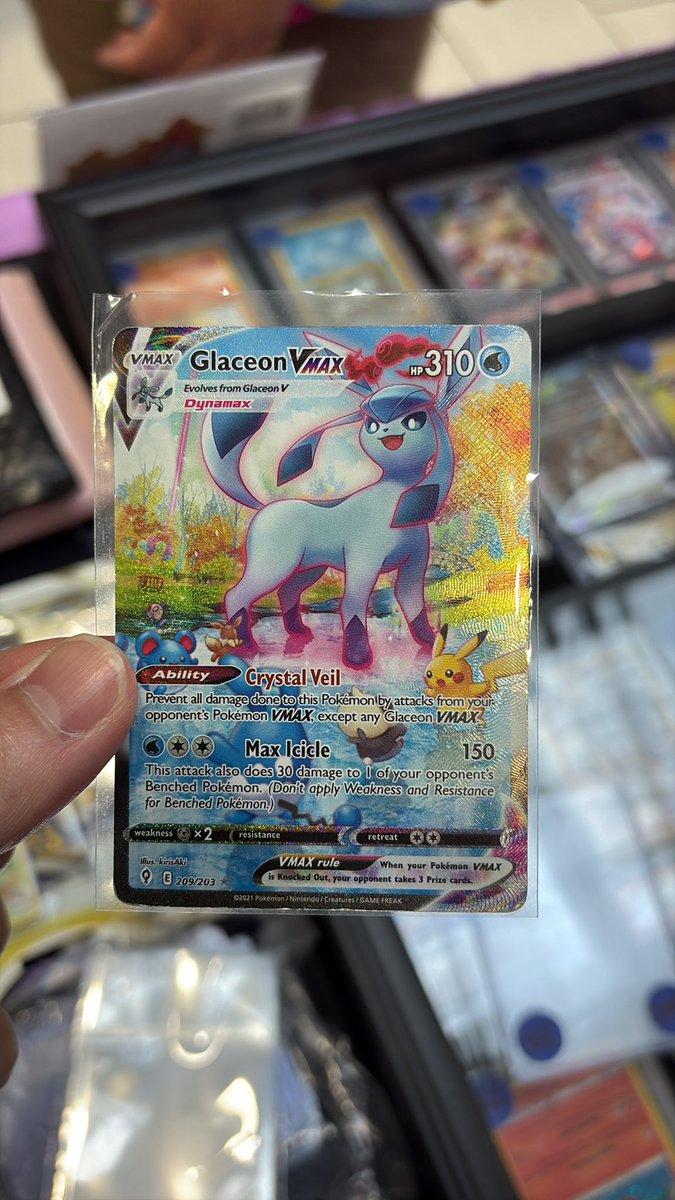 VMAX
Glaceon VMAX
HP 310
Evolves from Glaceon V
Dynamax
Ability Crystal Veil
Prevent all damage done to this Pokémon by attacks from your
opponent's Pokémon VMAX, except any Glaceon VMAX.
Max Icicle 150
This attack also does 30 damage to 1 of your opponent's
Benched Pokémon. (Don't apply Weakness and Resistance
for Benched Pokémon.)
weakness ×2 resistance retreat
Illus. kirisAki
E 209/203
VMAX rule When your Pokémon VMAX
is Knocked Out, your opponent takes 3 Prize cards.
©2021 Pokémon / Nintendo / Creatures / GAME FREAK